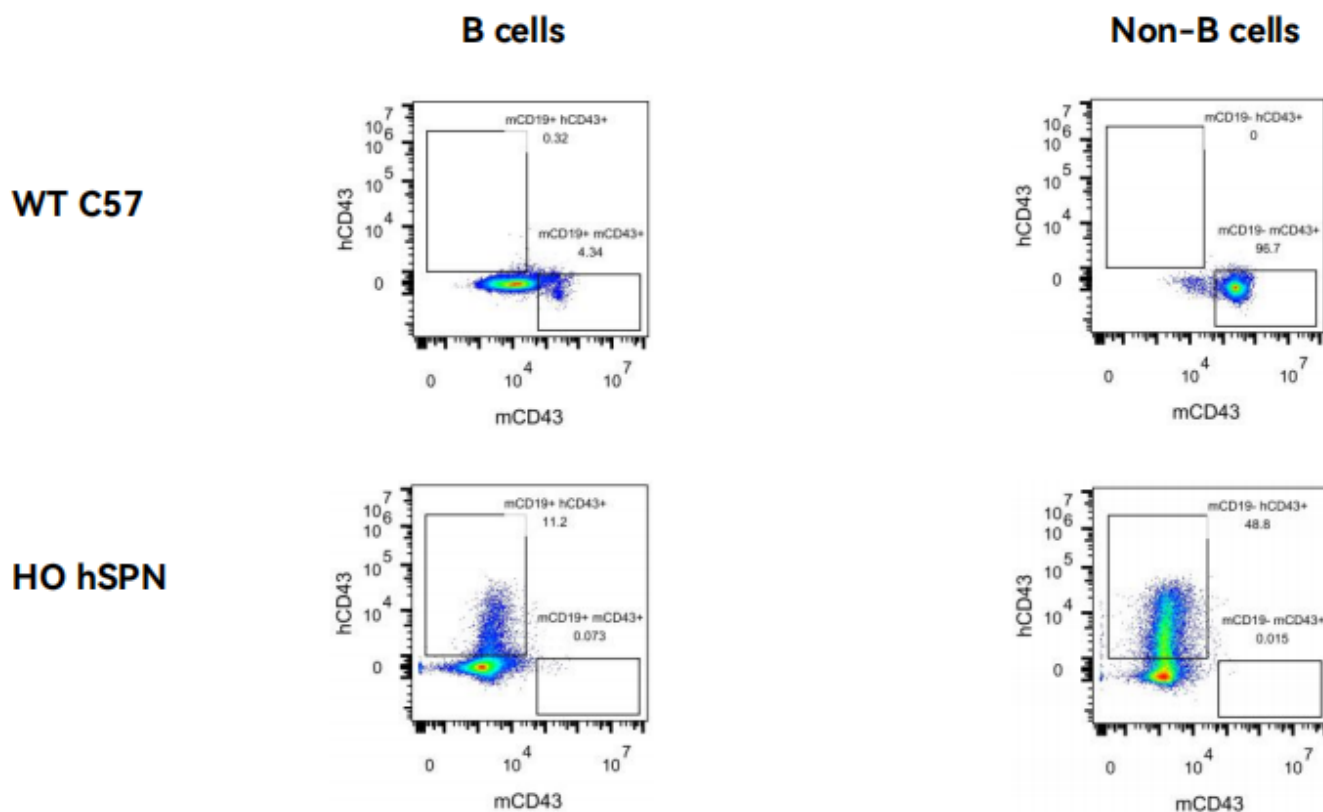 B cells
Non-B cells
WT C57
mCD19+ hCD43+
0.32
mCD19+ mCD43+
4.34
hCD43
10^7
10^6
10^5
10^4
0
0
10^4
10^7
mCD43
mCD19- hCD43+
0
mCD19- mCD43+
96.7
hCD43
10^7
10^6
10^5
10^4
0
0
10^4
10^7
mCD43
HO hSPN
mCD19+ hCD43+
11.2
mCD19+ mCD43+
0.073
hCD43
10^7
10^6
10^5
10^4
0
0
10^4
10^7
mCD43
mCD19- hCD43+
48.8
mCD19- mCD43+
0.015
hCD43
10^7
10^6
10^5
10^4
0
0
10^4
10^7
mCD43